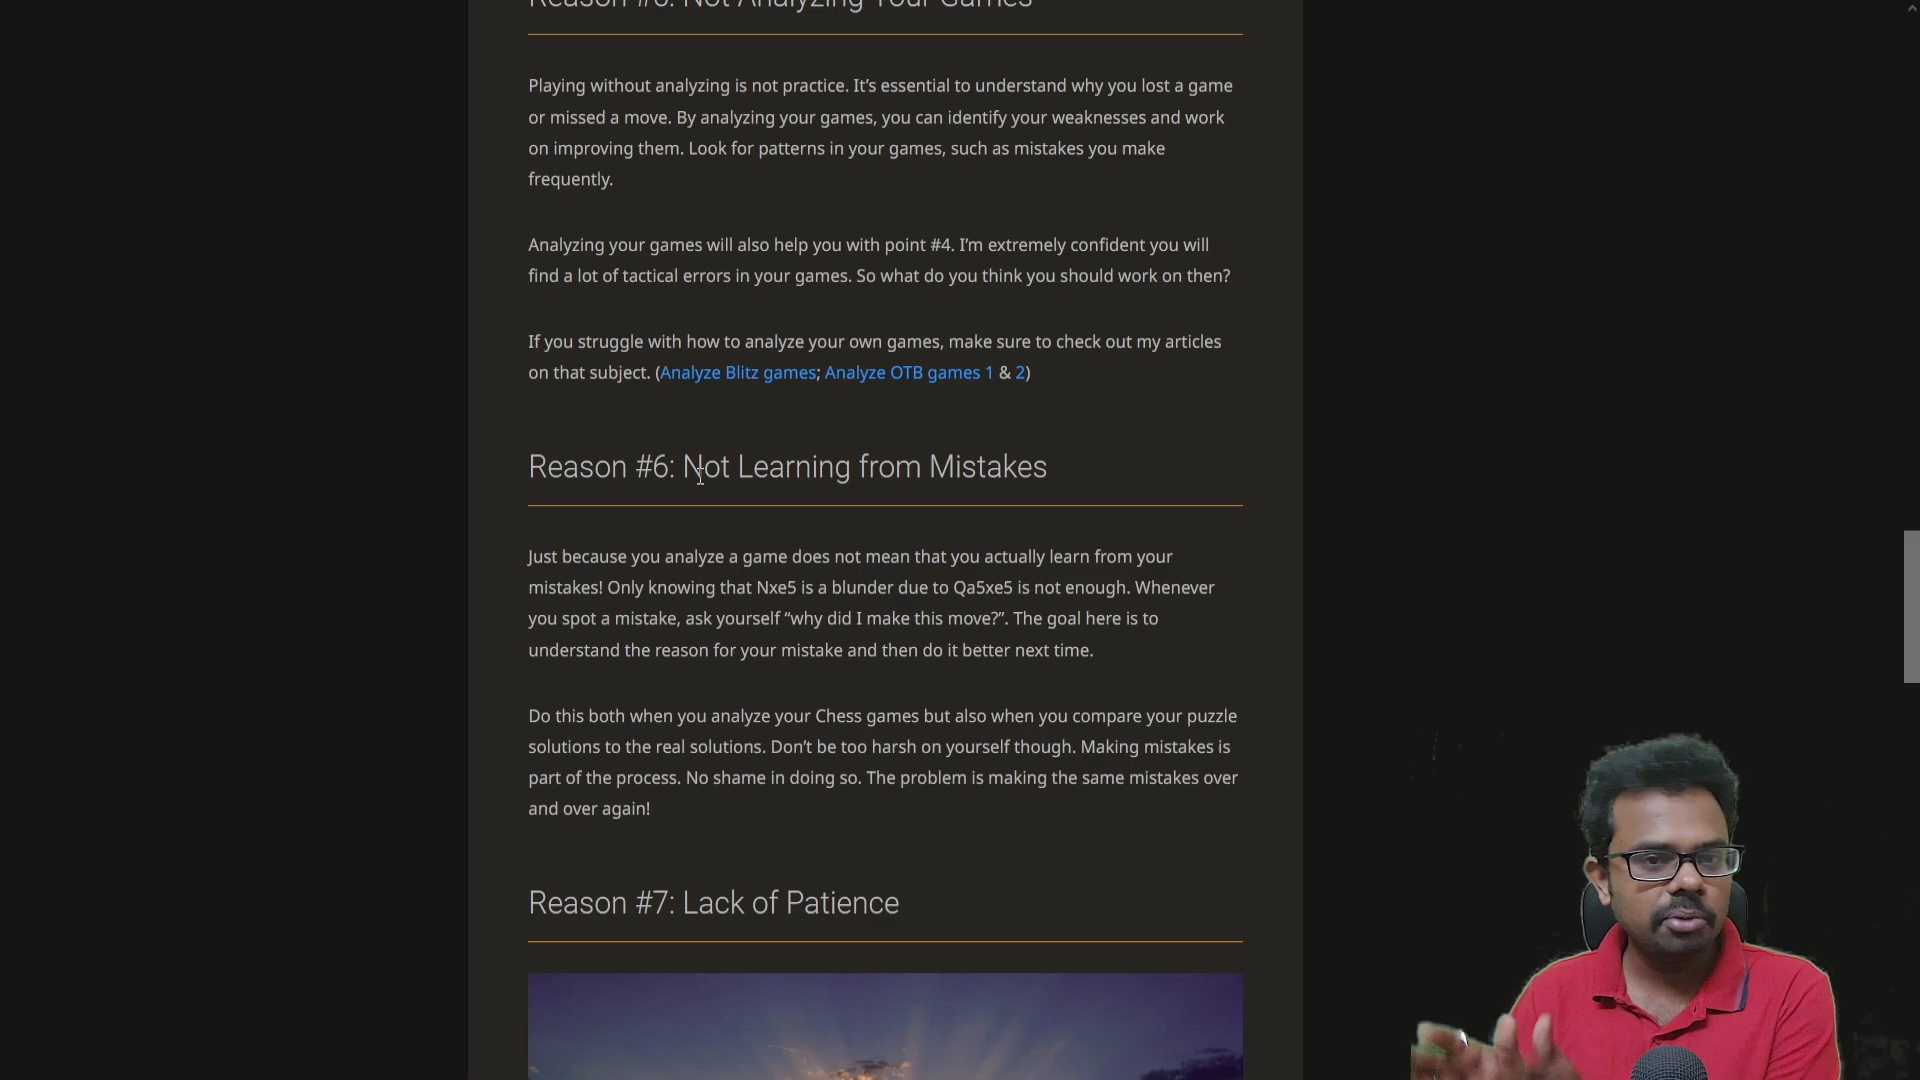 Reason #5: Not Analyzing Your Games
Playing without analyzing is not practice. It’s essential to understand why you lost a game
or missed a move. By analyzing your games, you can identify your weaknesses and work
on improving them. Look for patterns in your games, such as mistakes you make
frequently.
Analyzing your games will also help you with point #4. I’m extremely confident you will
find a lot of tactical errors in your games. So what do you think you should work on then?
If you struggle with how to analyze your own games, make sure to check out my articles
on that subject. (Analyze Blitz games; Analyze OTB games 1 & 2)
Reason #6: Not Learning from Mistakes
Just because you analyze a game does not mean that you actually learn from your
mistakes! Only knowing that Nxe5 is a blunder due to Qa5xe5 is not enough. Whenever
you spot a mistake, ask yourself “why did I make this move?”. The goal here is to
understand the reason for your mistake and then do it better next time.
Do this both when you analyze your Chess games but also when you compare your puzzle
solutions to the real solutions. Don’t be too harsh on yourself though. Making mistakes is
part of the process. No shame in doing so. The problem is making the same mistakes over
and over again!
Reason #7: Lack of Patience